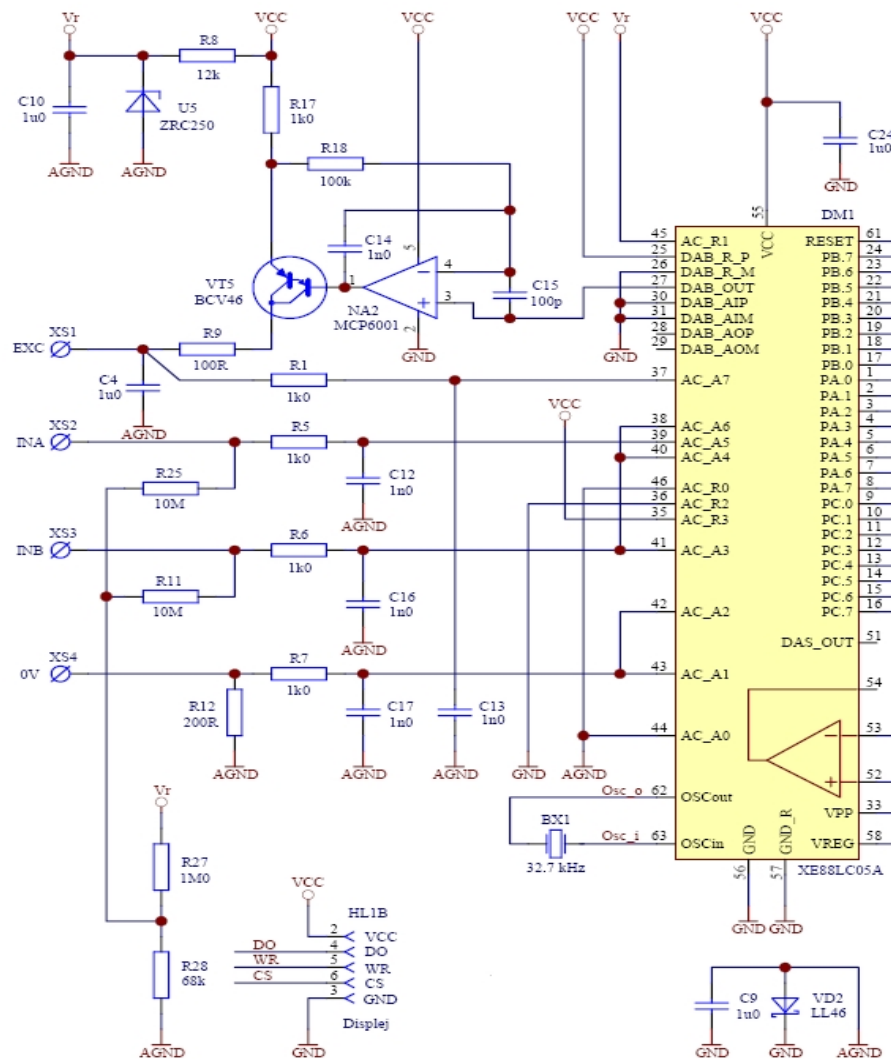 Vr
VCC
VCC
VCC
Vr
VCC
R8
12k
C10
1u0
U5
ZRC250
R17
1k0
AGND
AGND
R18
100k
C24
1u0
GND
55
VCC
DM1
C14
1n0
5
4
3
1
2
VT5
BCV46
NA2
MCP6001
C15
100p
GND
GND
45 AC_R1
25 DAB_R_P
26 DAB_R_M
27 DAB_OUT
30 DAB_AIP
31 DAB_AIM
28 DAB_AOP
29 DAB_AOM
37 AC_A7
38 AC_A6
39 AC_A5
40 AC_A4
46 AC_R0
36 AC_R2
35 AC_R3
41 AC_A3
42 AC_A2
43 AC_A1
44 AC_A0
62 OSCout
63 OSCin
RESET 61
PB.7 24
PB.6 23
PB.5 22
PB.4 21
PB.3 20
PB.2 19
PB.1 18
PB.0 17
PA.0 1
PA.1 2
PA.2 3
PA.3 4
PA.4 5
PA.5 6
PA.6 7
PA.7 8
PC.0 9
PC.1 10
PC.2 11
PC.3 12
PC.4 13
PC.5 14
PC.6 15
PC.7 16
DAS_OUT 51
54
53
52
VPP 33
VREG 58
GND
GND_R
56
57
XE88LC05A
GND
GND
XS1
EXC
R9
100R
C4
1u0
AGND
R1
1k0
VCC
XS2
INA
R5
1k0
R25
10M
C12
1n0
AGND
XS3
INB
R6
1k0
R11
10M
C16
1n0
AGND
XS4
0V
R7
1k0
R12
200R
C17
1n0
C13
1n0
AGND
AGND
AGND
GND
AGND
Osc_o
BX1
Osc_i
32.7 kHz
Vr
R27
1M0
R28
68k
AGND
VCC
HL1B
2 VCC
DO 4 DO
WR 5 WR
CS 6 CS
3 GND
Displej
GND
C9
1u0
VD2
LL46
GND
GND
AGND